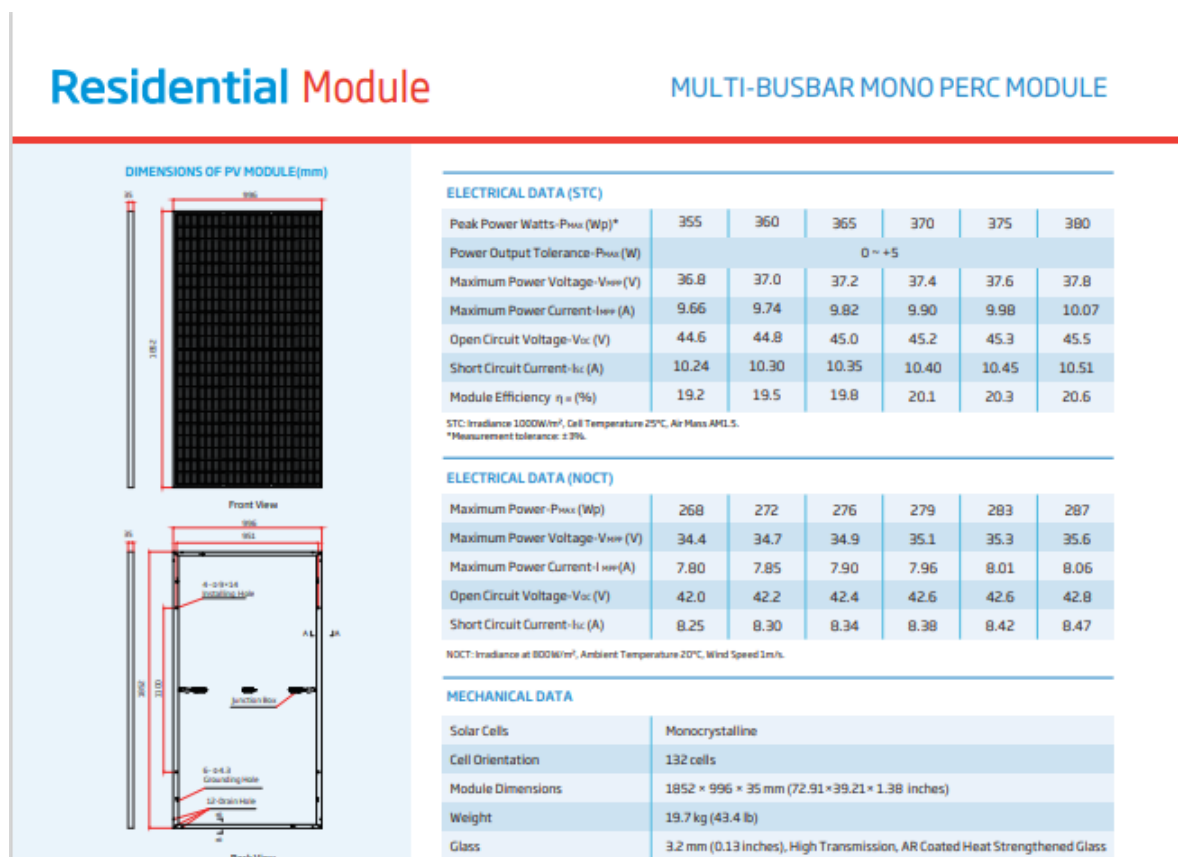 Residential Module
MULTI-BUSBAR MONO PERC MODULE
DIMENSIONS OF PV MODULE(mm)
35
996
1852
Front View
996
951
35
4-ø9×14
Installing Hole
A A
1852
1100
Junction Box
6-ø4.3
Grounding Hole
12-Drain Hole
ELECTRICAL DATA (STC)
Peak Power Watts-PMAX (Wp)* 355 360 365 370 375 380
Power Output Tolerance-PMAX (W) 0 ~ +5
Maximum Power Voltage-VMPP (V) 36.8 37.0 37.2 37.4 37.6 37.8
Maximum Power Current-IMPP (A) 9.66 9.74 9.82 9.90 9.98 10.07
Open Circuit Voltage-VOC (V) 44.6 44.8 45.0 45.2 45.3 45.5
Short Circuit Current-ISC (A) 10.24 10.30 10.35 10.40 10.45 10.51
Module Efficiency η m (%) 19.2 19.5 19.8 20.1 20.3 20.6
STC: Irradiance 1000W/m², Cell Temperature 25°C, Air Mass AM1.5.
*Measurement tolerance: ±3%.
ELECTRICAL DATA (NOCT)
Maximum Power-PMAX (Wp) 268 272 276 279 283 287
Maximum Power Voltage-VMPP (V) 34.4 34.7 34.9 35.1 35.3 35.6
Maximum Power Current-I MPP (A) 7.80 7.85 7.90 7.96 8.01 8.06
Open Circuit Voltage-VOC (V) 42.0 42.2 42.4 42.6 42.6 42.8
Short Circuit Current-ISC (A) 8.25 8.30 8.34 8.38 8.42 8.47
NOCT: Irradiance at 800W/m², Ambient Temperature 20°C, Wind Speed 1m/s.
MECHANICAL DATA
Solar Cells Monocrystalline
Cell Orientation 132 cells
Module Dimensions 1852 × 996 × 35 mm (72.91×39.21×1.38 inches)
Weight 19.7 kg (43.4 lb)
Glass 3.2 mm (0.13 inches), High Transmission, AR Coated Heat Strengthened Glass